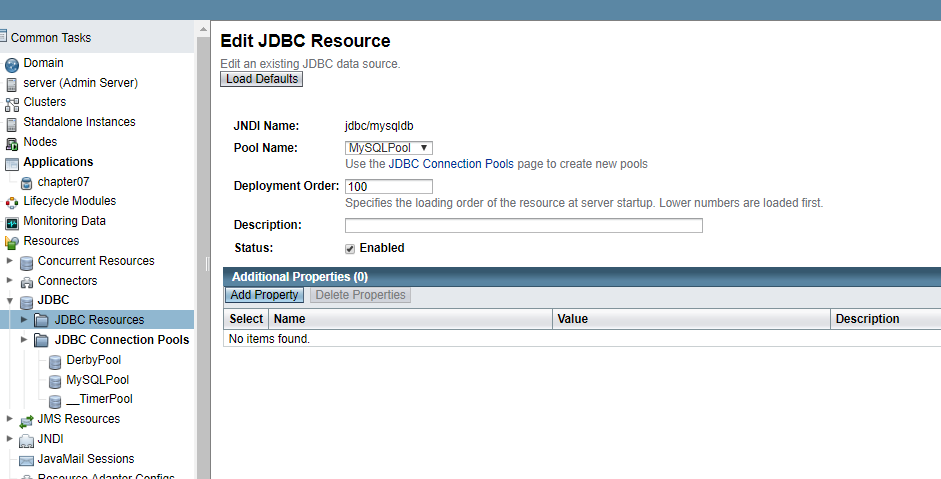 Common Tasks
Domain
server (Admin Server)
Clusters
Standalone Instances
Nodes
Applications
chapter07
Lifecycle Modules
Monitoring Data
Resources
Concurrent Resources
Connectors
JDBC
JDBC Resources
JDBC Connection Pools
DerbyPool
MySQLPool
__TimerPool
JMS Resources
JNDI
JavaMail Sessions
Resource Adapter Configs
Edit JDBC Resource
Edit an existing JDBC data source.
Load Defaults
JNDI Name: jdbc/mysqldb
Pool Name: MySQLPool
Use the JDBC Connection Pools page to create new pools
Deployment Order: 100
Specifies the loading order of the resource at server startup. Lower numbers are loaded first.
Description:
Status: Enabled
Additional Properties (0)
Add Property Delete Properties
Select Name Value Description
No items found.